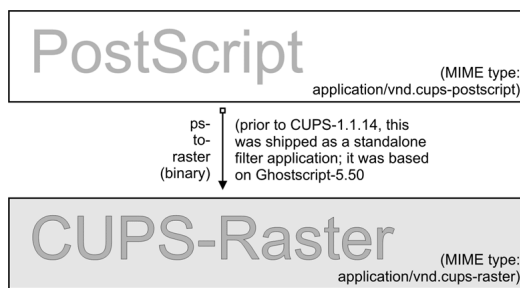 PostScript
(MIME type:
application/vnd.cups-postscript)
ps-
to-
raster
(binary)
(prior to CUPS-1.1.14, this
was shipped as a standalone
filter application; it was based
on Ghostscript-5.50
CUPS-Raster
(MIME type:
application/vnd.cups-raster)